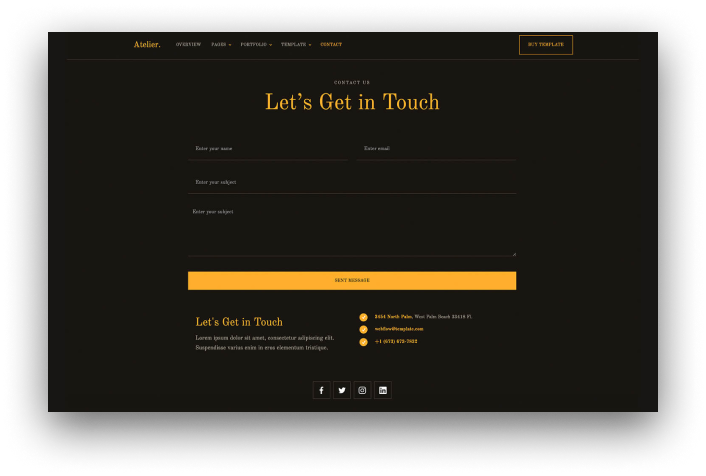 Atelier.
OVERVIEW PAGES PORTFOLIO TEMPLATE CONTACT
BUY TEMPLATE
CONTACT US
Let's Get in Touch
Enter your name
Enter email
Enter your subject
Enter your subject
SENT MESSAGE
Let's Get in Touch
Lorem ipsum dolor sit amet, consectetur adipiscing elit.
Suspendisse varius enim in eros elementum tristique.
2454 North Palm, West Palm Beach 33410 Fl.
webflow@template.com
+1 (673) 673-7832